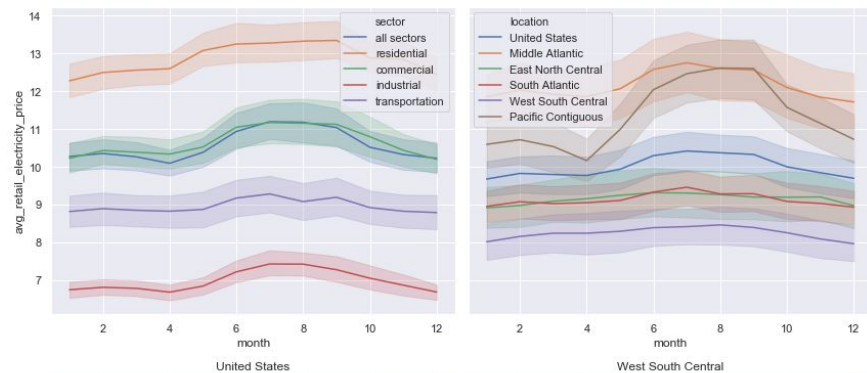 avg_retail_electricity_price
14
13
12
11
10
9
8
7
sector
all sectors
residential
commercial
industrial
transportation
2
4
6
8
10
12
month
United States
location
United States
Middle Atlantic
East North Central
South Atlantic
West South Central
Pacific Contiguous
2
4
6
8
10
12
month
West South Central